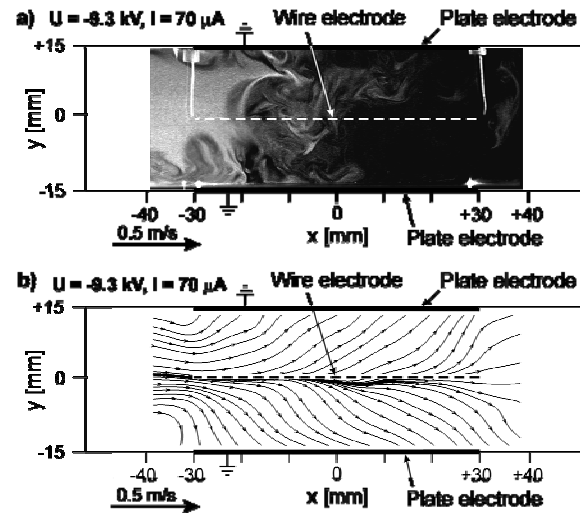 a) U = -9.3 kV, I = 70 μA
Wire electrode
Plate electrode
+15
0
-15
y [mm]
-40 -30 0 +30 +40
x [mm]
0.5 m/s
Plate electrode
b) U = -9.3 kV, I = 70 μA
Wire electrode
Plate electrode
+15
0
-15
y [mm]
-40 -30 0 +30 +40
x [mm]
0.5 m/s
Plate electrode